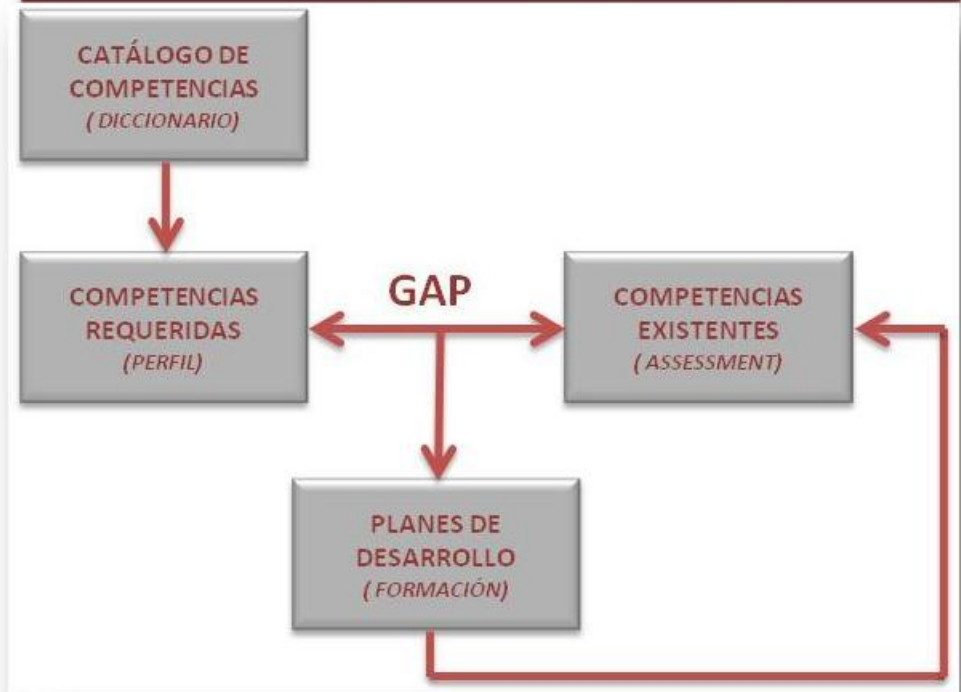 CATÁLOGO DE
COMPETENCIAS
( DICCIONARIO)
COMPETENCIAS
REQUERIDAS
(PERFIL)
GAP
COMPETENCIAS
EXISTENTES
( ASSESSMENT)
PLANES DE
DESARROLLO
( FORMACIÓN)